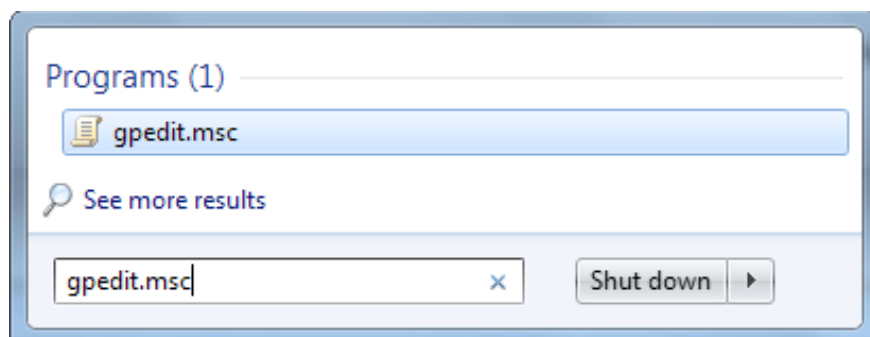 Programs (1)
gpedit.msc
See more results
gpedit.msc
Shut down